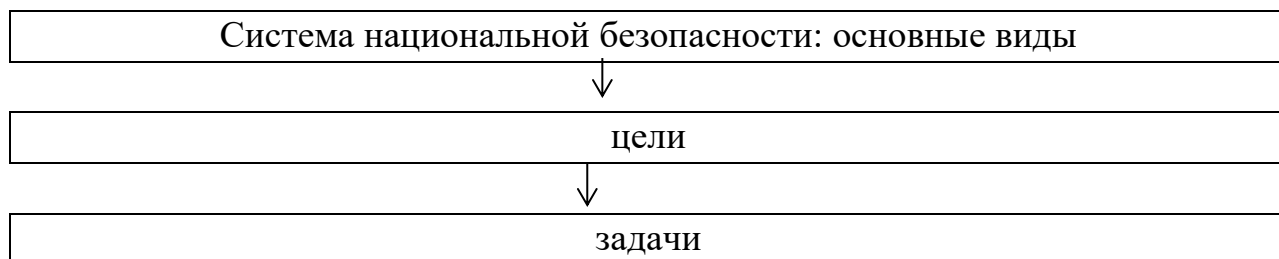 Система национальной безопасности: основные виды
цели
задачи